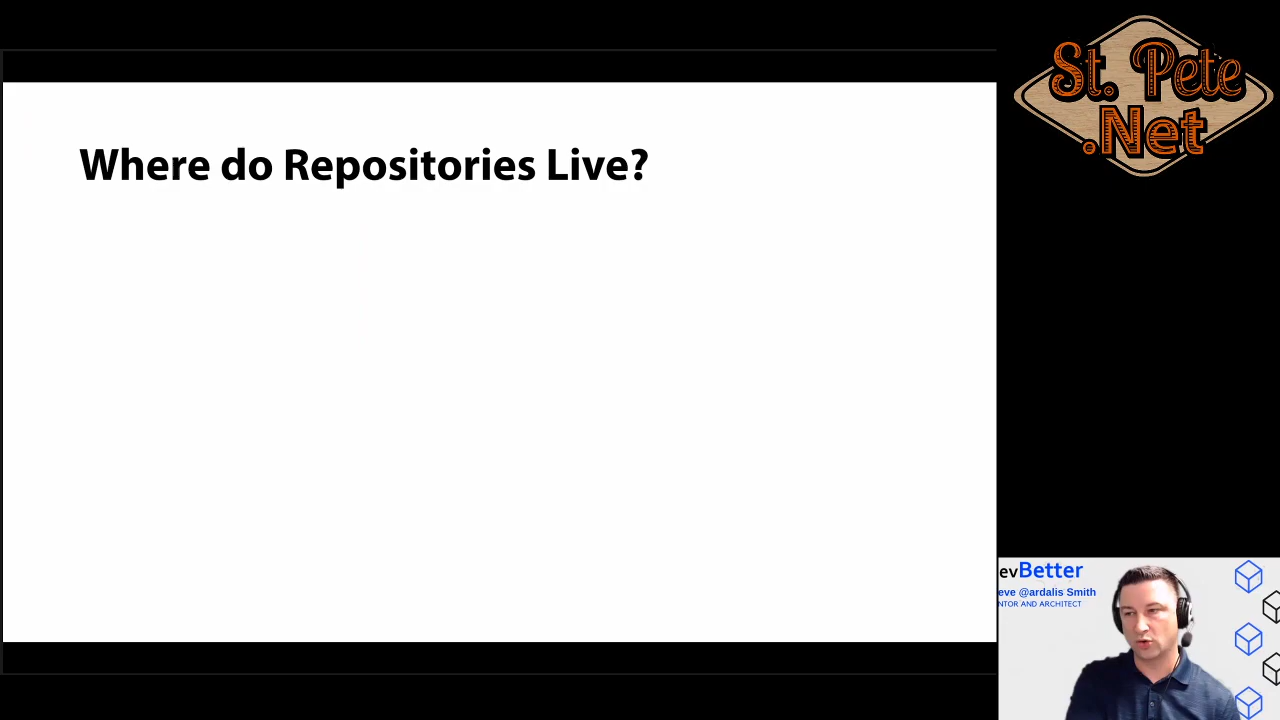 Where do Repositories Live?
St. Pete
.Net
evBetter
eve @ardalis Smith
NTOR AND ARCHITECT